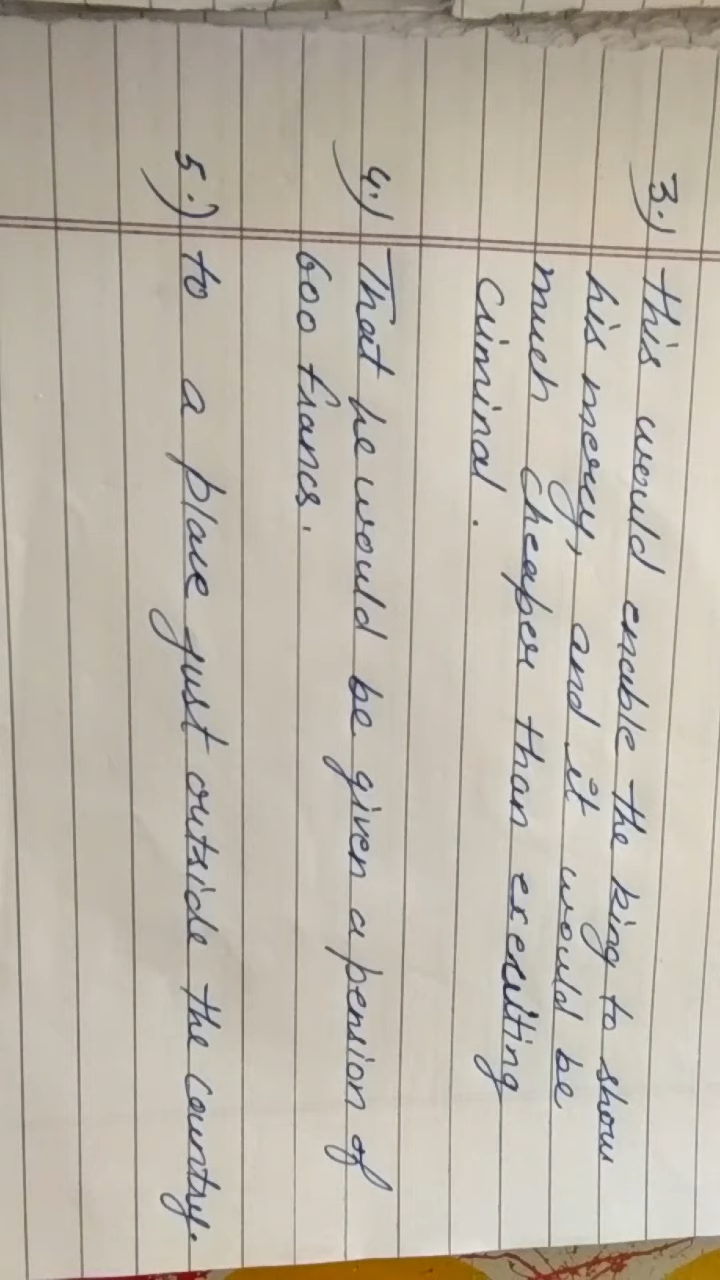 3.) this would enable the king to show
his mercy, and it would be
much cheaper than executing
criminal.
4.) That he would be given a pension of
600 francs.
5.) to a place just outside the country.